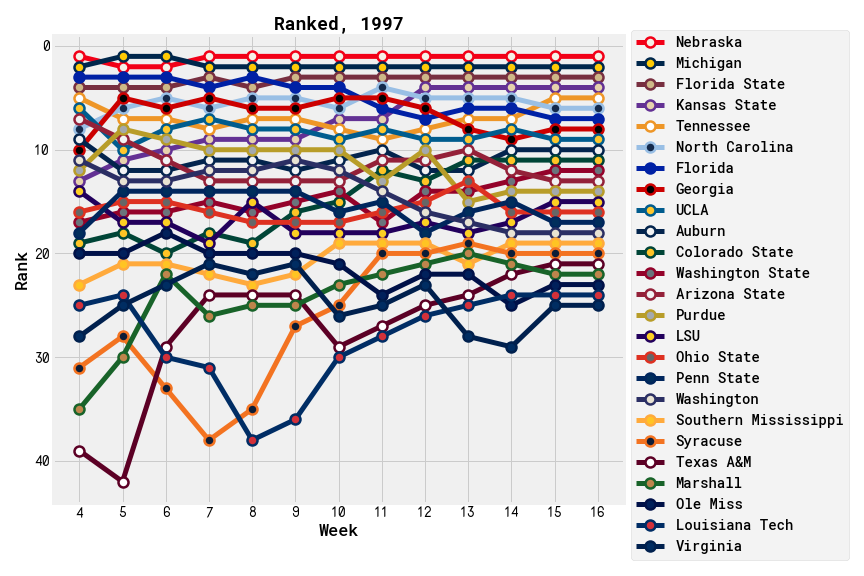 Ranked, 1997
0
10
20
30
40
Rank
4 5 6 7 8 9 10 11 12 13 14 15 16
Week
Nebraska
Michigan
Florida State
Kansas State
Tennessee
North Carolina
Florida
Georgia
UCLA
Auburn
Colorado State
Washington State
Arizona State
Purdue
LSU
Ohio State
Penn State
Washington
Southern Mississippi
Syracuse
Texas A&M
Marshall
Ole Miss
Louisiana Tech
Virginia